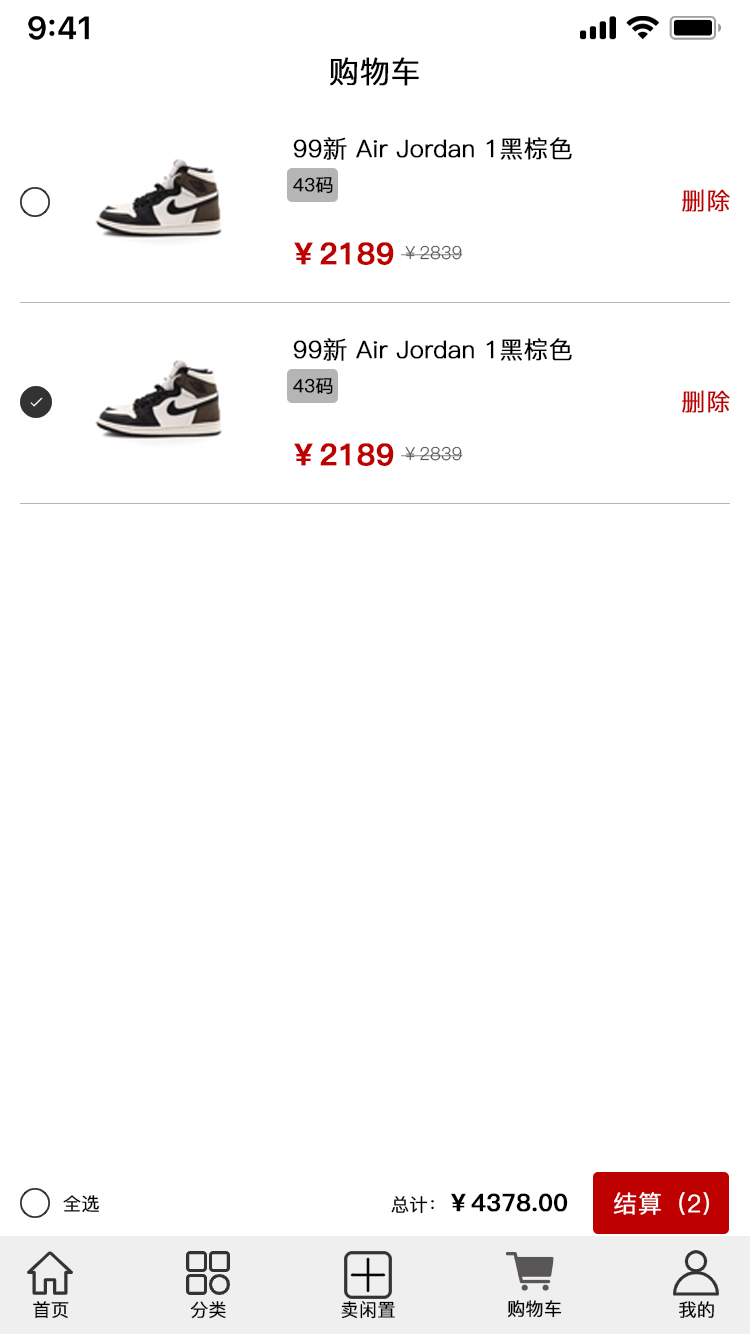 9:41
购物车
99新 Air Jordan 1黑棕色
43码
删除
¥ 2189 ¥ 2839
99新 Air Jordan 1黑棕色
43码
删除
¥ 2189 ¥ 2839
全选 总计： ¥ 4378.00 结算（2）
首页 分类 卖闲置 购物车 我的